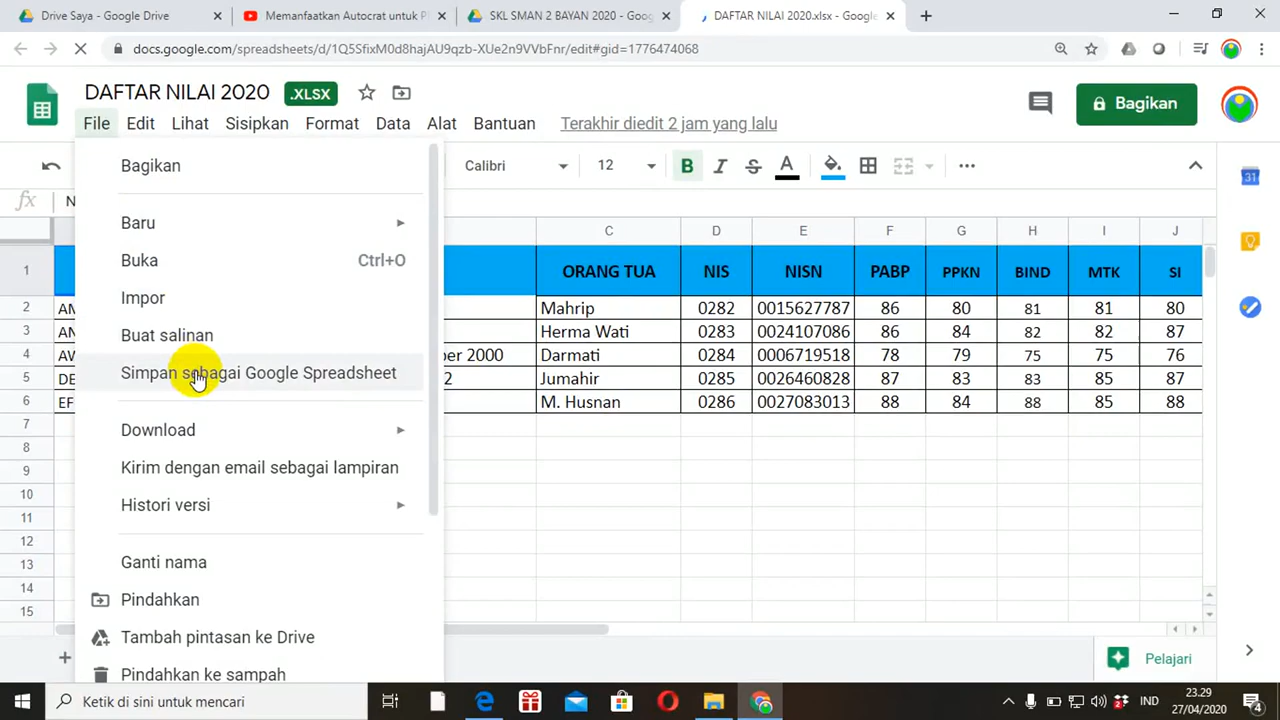 Drive Saya - Google Drive
Memanfaatkan Autocrat untuk P
SKL SMAN 2 BAYAN 2020 - Goog
DAFTAR NILAI 2020.xlsx - Google
docs.google.com/spreadsheets/d/1Q5SfixM0d8hajAU9qzb-XUe2n9VVbFnr/edit#gid=1776474068
DAFTAR NILAI 2020 .XLSX
Bagikan
File Edit Lihat Sisipkan Format Data Alat Bantuan Terakhir diedit 2 jam yang lalu
Calibri 12 B I S A
31
fx N
C D E F G H I J
1 ORANG TUA NIS NISN PABP PPKN BIND MTK SI
2 AM Mahrip 0282 0015627787 86 80 81 81 80
3 AN Herma Wati 0283 0024107086 86 84 82 82 87
4 AW er 2000 Darmati 0284 0006719518 78 79 75 75 76
5 DE 2 Jumahir 0285 0026460828 87 83 83 85 87
6 EF M. Husnan 0286 0027083013 88 84 88 85 88
7
8
9
10
11
12
13
14
15
Bagikan
Baru
Buka Ctrl+O
Impor
Buat salinan
Simpan sebagai Google Spreadsheet
Download
Kirim dengan email sebagai lampiran
Histori versi
Ganti nama
Pindahkan
Tambah pintasan ke Drive
Pindahkan ke sampah
Pelajari
Ketik di sini untuk mencari
IND
23.29
27/04/2020
4